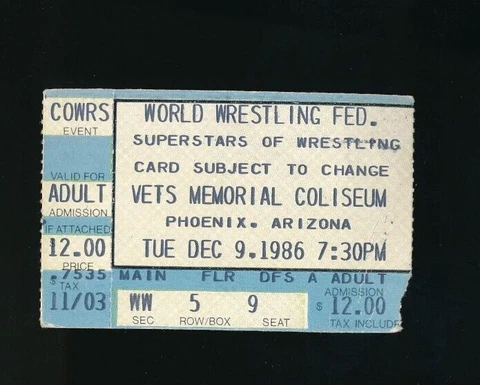 COWRS
EVENT
VALID FOR
ADULT
ADMISSION
IF ATTACHED
12.00
PRICE
.7535
$ TAX
11/03
WORLD WRESTLING FED.
SUPERSTARS OF WRESTLING
CARD SUBJECT TO CHANGE
VETS MEMORIAL COLISEUM
PHOENIX. ARIZONA
TUE DEC 9.1986 7:30PM
MAIN FLR DFS A ADULT
ADMISSION
WW 5 9 $ 12.00
SEC ROW/BOX SEAT TAX INCLUDE